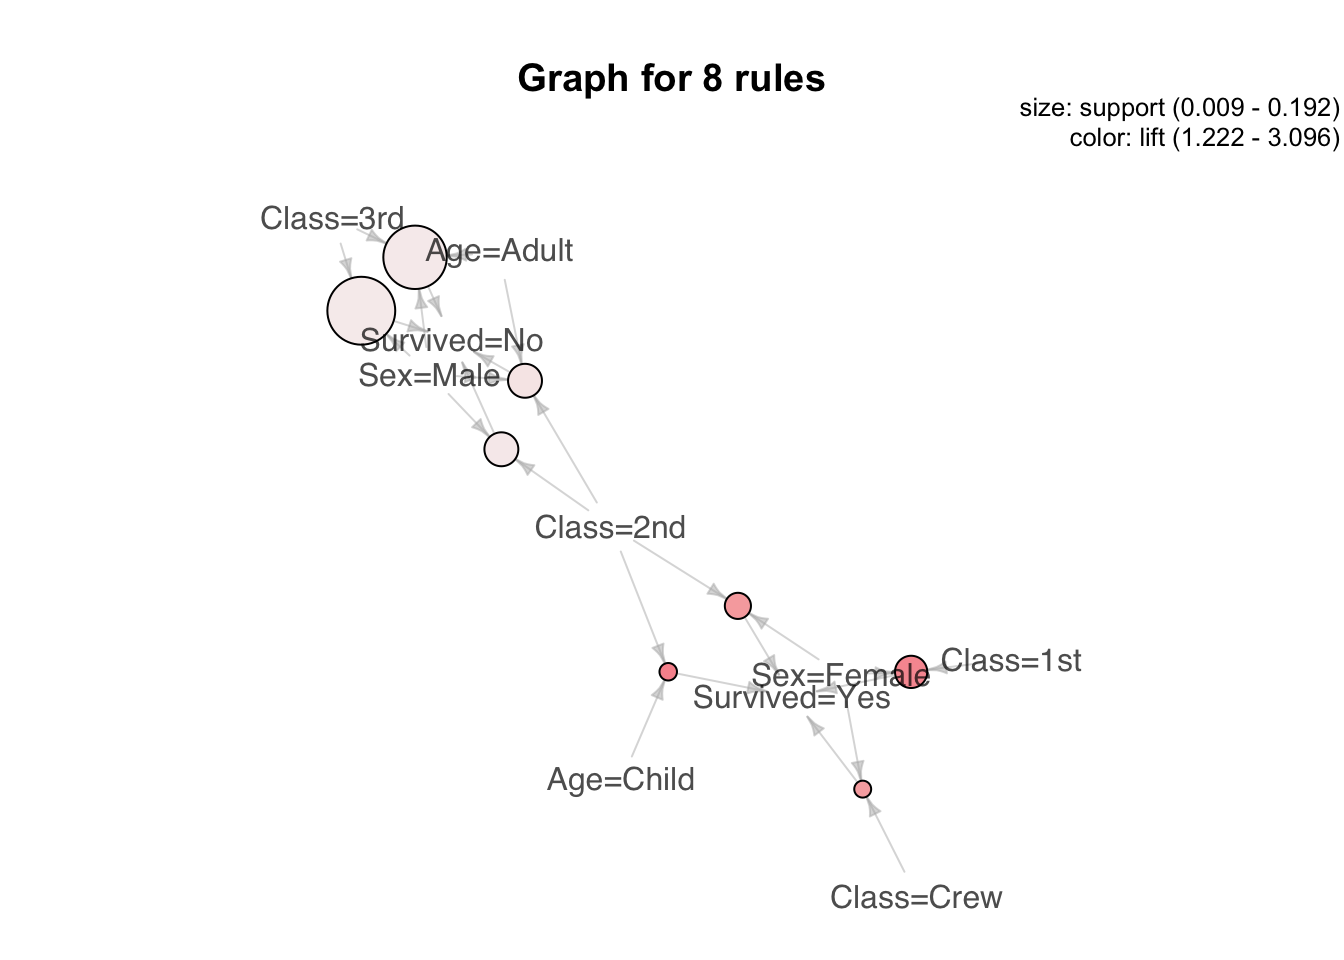 Graph for 8 rules
size: support (0.009 - 0.192)
color: lift (1.222 - 3.096)
Class=3rd
Age=Adult
Survived=No
Sex=Male
Class=2nd
Class=1st
Sex=Female
Survived=Yes
Age=Child
Class=Crew